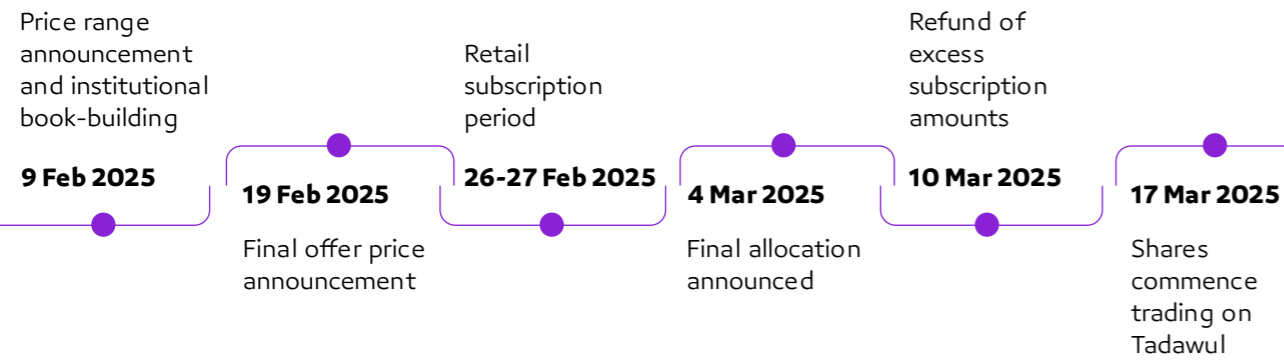 Price range
announcement
and institutional
book-building
9 Feb 2025
19 Feb 2025
Final offer price
announcement
Retail
subscription
period
26-27 Feb 2025
4 Mar 2025
Final allocation
announced
Refund of
excess
subscription
amounts
10 Mar 2025
17 Mar 2025
Shares
commence
trading on
Tadawul